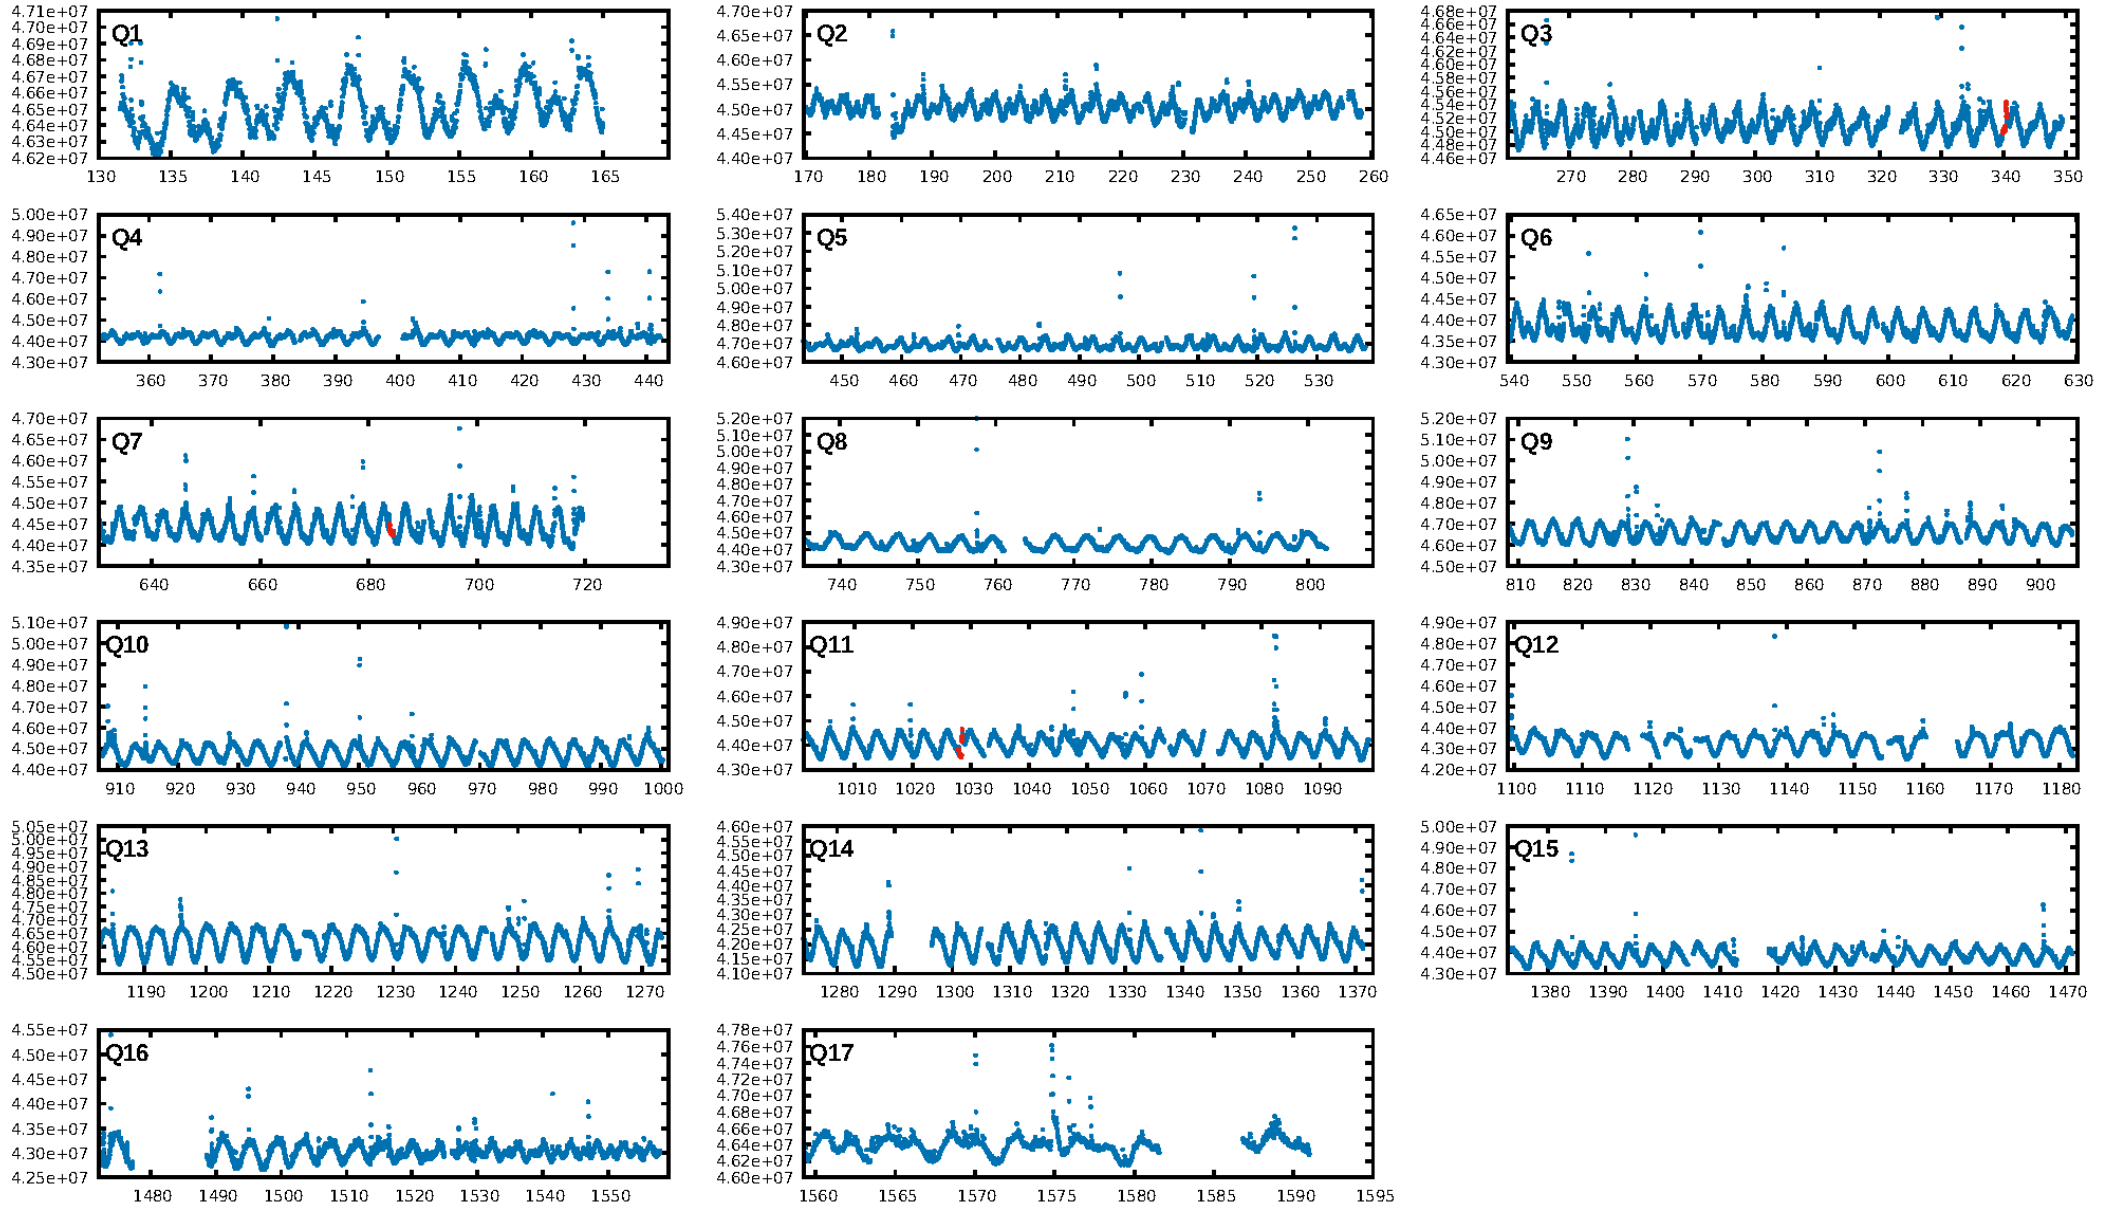 4.71e+07
4.70e+07
4.69e+07
4.68e+07
4.67e+07
4.66e+07
4.65e+07
4.64e+07
4.63e+07
4.62e+07
Q1
130 135 140 145 150 155 160 165
4.70e+07
4.65e+07
4.60e+07
4.55e+07
4.50e+07
4.45e+07
4.40e+07
Q2
170 180 190 200 210 220 230 240 250 260
4.68e+07
4.66e+07
4.64e+07
4.62e+07
4.60e+07
4.58e+07
4.56e+07
4.54e+07
4.52e+07
4.50e+07
4.48e+07
4.46e+07
Q3
270 280 290 300 310 320 330 340 350
5.00e+07
4.90e+07
4.80e+07
4.70e+07
4.60e+07
4.50e+07
4.40e+07
4.30e+07
Q4
360 370 380 390 400 410 420 430 440
5.40e+07
5.30e+07
5.20e+07
5.10e+07
5.00e+07
4.90e+07
4.80e+07
4.70e+07
4.60e+07
Q5
450 460 470 480 490 500 510 520 530
4.65e+07
4.60e+07
4.55e+07
4.50e+07
4.45e+07
4.40e+07
4.35e+07
4.30e+07
Q6
540 550 560 570 580 590 600 610 620 630
4.70e+07
4.65e+07
4.60e+07
4.55e+07
4.50e+07
4.45e+07
4.40e+07
4.35e+07
Q7
640 660 680 700 720
5.20e+07
5.10e+07
5.00e+07
4.90e+07
4.80e+07
4.70e+07
4.60e+07
4.50e+07
4.40e+07
4.30e+07
Q8
740 750 760 770 780 790 800
5.20e+07
5.10e+07
5.00e+07
4.90e+07
4.80e+07
4.70e+07
4.60e+07
4.50e+07
Q9
810 820 830 840 850 860 870 880 890 900
5.10e+07
5.00e+07
4.90e+07
4.80e+07
4.70e+07
4.60e+07
4.50e+07
4.40e+07
Q10
910 920 930 940 950 960 970 980 990 1000
4.90e+07
4.80e+07
4.70e+07
4.60e+07
4.50e+07
4.40e+07
4.30e+07
Q11
1010 1020 1030 1040 1050 1060 1070 1080 1090
4.90e+07
4.80e+07
4.70e+07
4.60e+07
4.50e+07
4.40e+07
4.30e+07
4.20e+07
Q12
1100 1110 1120 1130 1140 1150 1160 1170 1180
5.05e+07
5.00e+07
4.95e+07
4.90e+07
4.85e+07
4.80e+07
4.75e+07
4.70e+07
4.65e+07
4.60e+07
4.55e+07
4.50e+07
Q13
1190 1200 1210 1220 1230 1240 1250 1260 1270
4.60e+07
4.55e+07
4.50e+07
4.45e+07
4.40e+07
4.35e+07
4.30e+07
4.25e+07
4.20e+07
4.15e+07
4.10e+07
Q14
1280 1290 1300 1310 1320 1330 1340 1350 1360 1370
5.00e+07
4.90e+07
4.80e+07
4.70e+07
4.60e+07
4.50e+07
4.40e+07
4.30e+07
Q15
1380 1390 1400 1410 1420 1430 1440 1450 1460 1470
4.55e+07
4.50e+07
4.45e+07
4.40e+07
4.35e+07
4.30e+07
4.25e+07
Q16
1480 1490 1500 1510 1520 1530 1540 1550
4.78e+07
4.76e+07
4.74e+07
4.72e+07
4.70e+07
4.68e+07
4.66e+07
4.64e+07
4.62e+07
4.60e+07
Q17
1560 1565 1570 1575 1580 1585 1590 1595